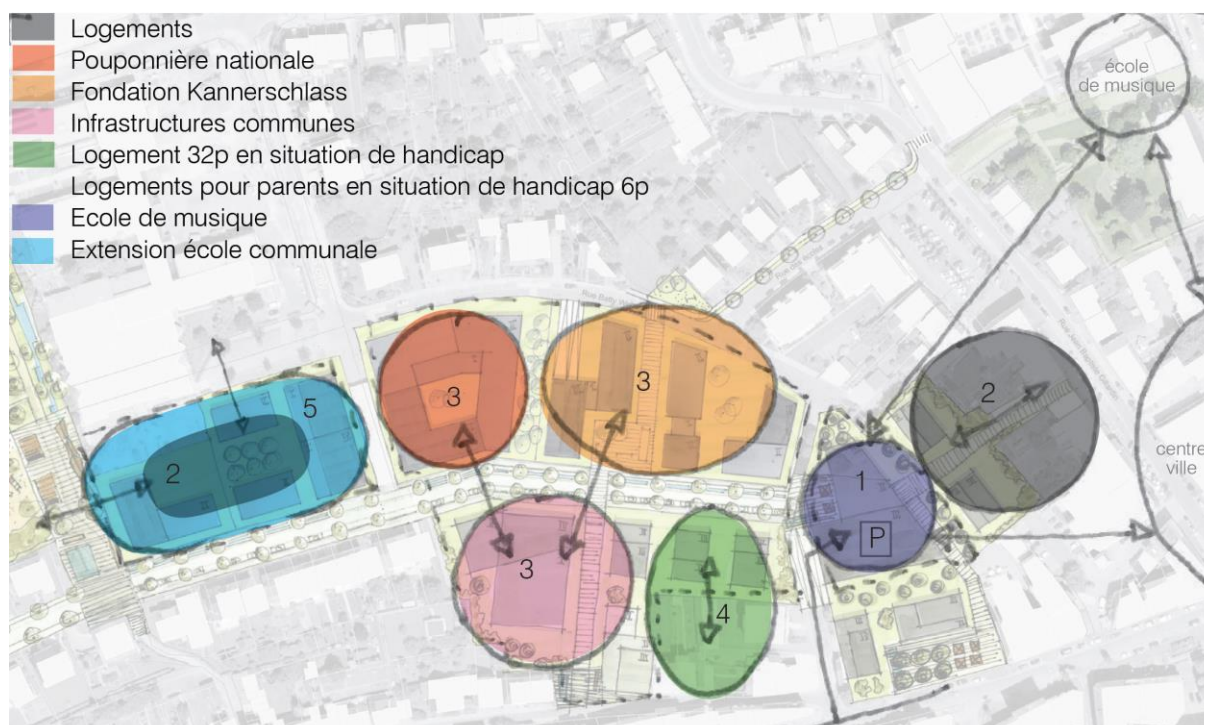 Logements
Pouponnière nationale
Fondation Kannerschlass
Infrastructures communes
Logement 32p en situation de handicap
Logements pour parents en situation de handicap 6p
Ecole de musique
Extension école communale
école
de musique
3
3
5
2
2
1
centre
ville
P
3
4